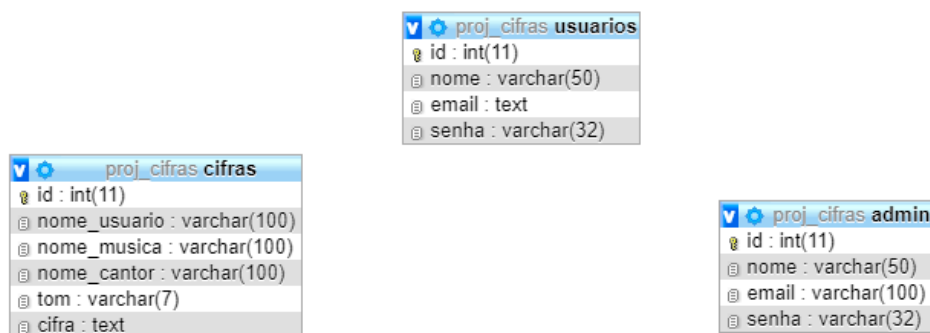 proj_cifras usuarios
id : int(11)
nome : varchar(50)
email : text
senha : varchar(32)
proj_cifras cifras
id : int(11)
nome_usuario : varchar(100)
nome_musica : varchar(100)
nome_cantor : varchar(100)
tom : varchar(7)
cifra : text
proj_cifras admin
id : int(11)
nome : varchar(50)
email : varchar(100)
senha : varchar(32)